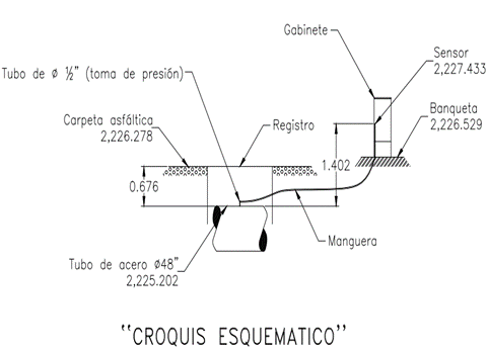 Gabinete
Sensor
2,227.433
Tubo de ø ½" (toma de presión)
Banqueta
2,226.529
Carpeta asfáltica
2,226.278
Registro
1.402
0.676
Manguera
Tubo de acero ø48"
2,225.202
"CROQUIS ESQUEMATICO"